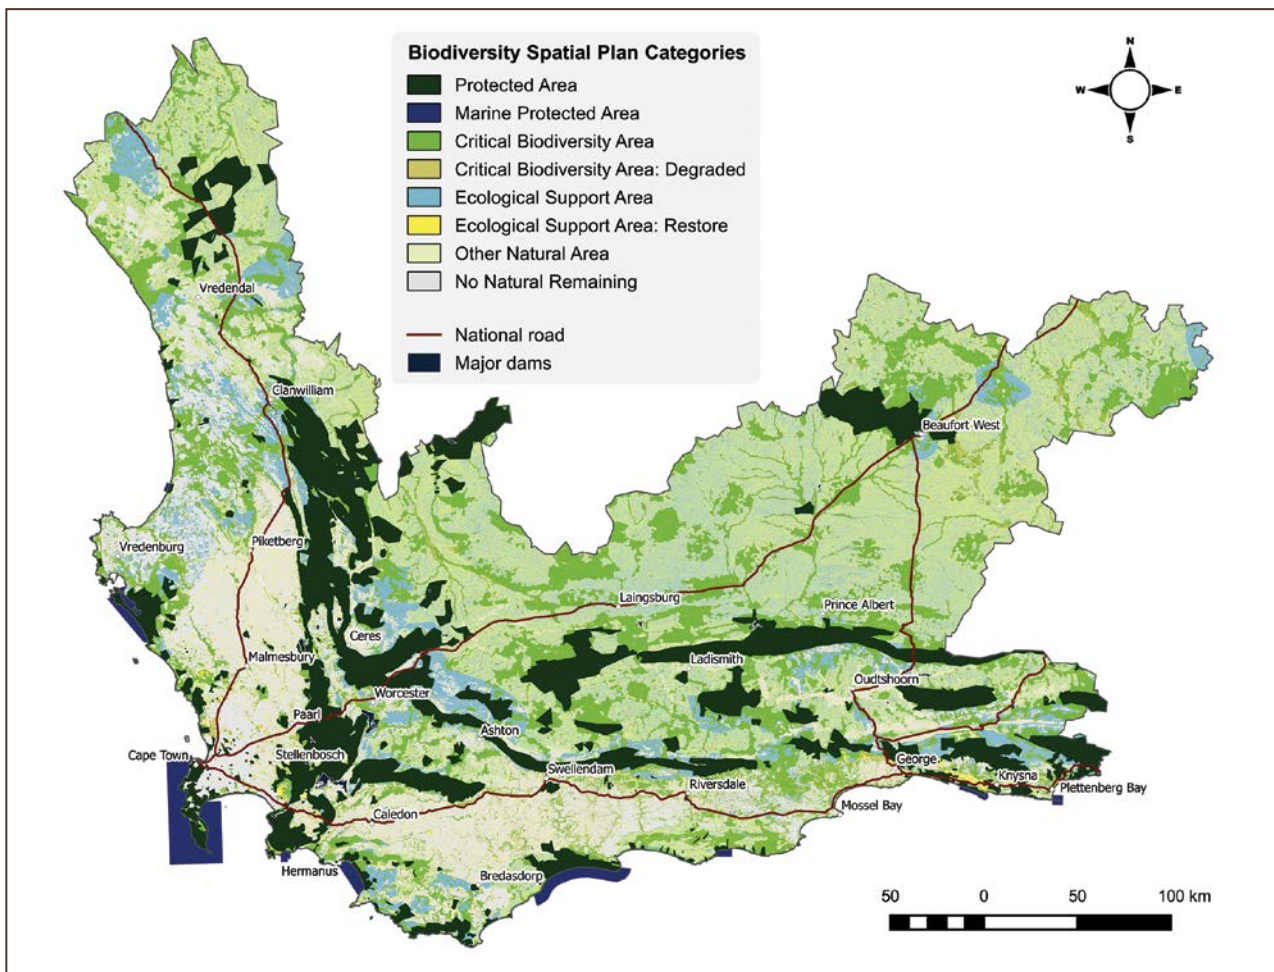 Biodiversity Spatial Plan Categories
Protected Area
Marine Protected Area
Critical Biodiversity Area
Critical Biodiversity Area: Degraded
Ecological Support Area
Ecological Support Area: Restore
Other Natural Area
No Natural Remaining
National road
Major dams
N
W E
S
Vredendal
Clanwilliam
Beaufort West
Vredenburg
Piketberg
Laingsburg
Prince Albert
Ceres
Malmesbury
Ladismith
Oudtshoorn
Worcester
Paarl
Ashton
Cape Town
Stellenbosch
George
Swellendam
Knysna
Riversdale
Plettenberg Bay
Mossel Bay
Caledon
Hermanus
Bredasdorp
50 0 50 100 km